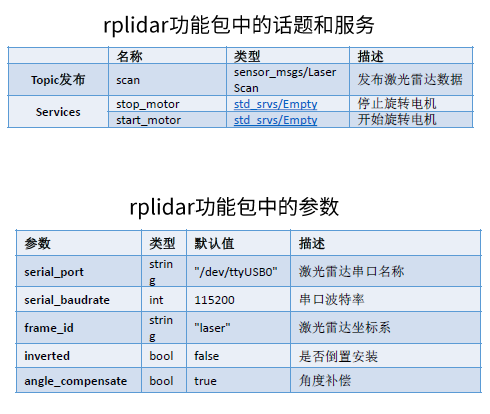 rplidar功能包中的话题和服务
名称 类型 描述
Topic发布 scan sensor_msgs/Laser
Scan 发布激光雷达数据
Services stop_motor std_srvs/Empty 停止旋转电机
start_motor std_srvs/Empty 开始旋转电机
rplidar功能包中的参数
参数 类型 默认值 描述
serial_port strin
g "/dev/ttyUSB0" 激光雷达串口名称
serial_baudrate int 115200 串口波特率
frame_id strin
g "laser" 激光雷达坐标系
inverted bool false 是否倒置安装
angle_compensate bool true 角度补偿